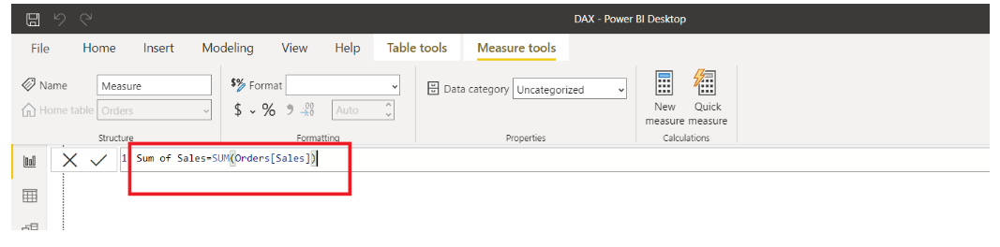 DAX - Power BI Desktop
File Home Insert Modeling View Help Table tools Measure tools
Name Measure
Home table Orders
Structure
$% Format
$ % 9 .00 →.0 Auto
Formatting
Data category Uncategorized
Properties
New measure
Quick measure
Calculations
1 Sum of Sales=SUM(Orders[Sales])